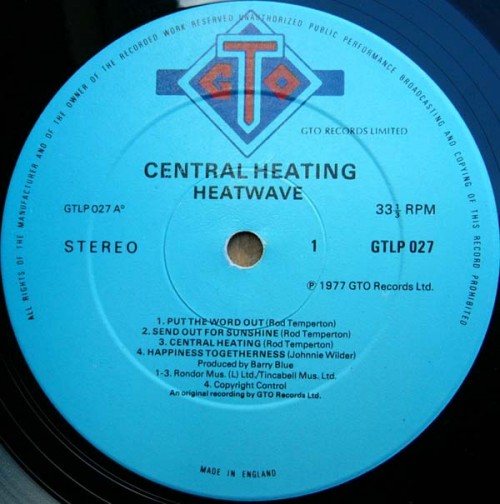 ALL RIGHTS OF THE MANUFACTURER AND OF THE OWNER OF THE RECORDED WORK RESERVED UNAUTHORIZED PUBLIC PERFORMANCE BROADCASTING AND COPYING OF THIS RECORD PROHIBITED
GTO
GTO RECORDS LIMITED
CENTRAL HEATING
HEATWAVE
GTLP 027 Aº
33⅓ RPM
STEREO
1
GTLP 027
℗ 1977 GTO Records Ltd.
1. PUT THE WORD OUT (Rod Temperton)
2. SEND OUT FOR SUNSHINE (Rod Temperton)
3. CENTRAL HEATING (Rod Temperton)
4. HAPPINESS TOGETHERNESS (Johnnie Wilder)
Produced by Barry Blue
1-3. Rondor Mus. (L) Ltd./Tincabell Mus. Ltd.
4. Copyright Control
An original recording by GTO Records Ltd.
MADE IN ENGLAND